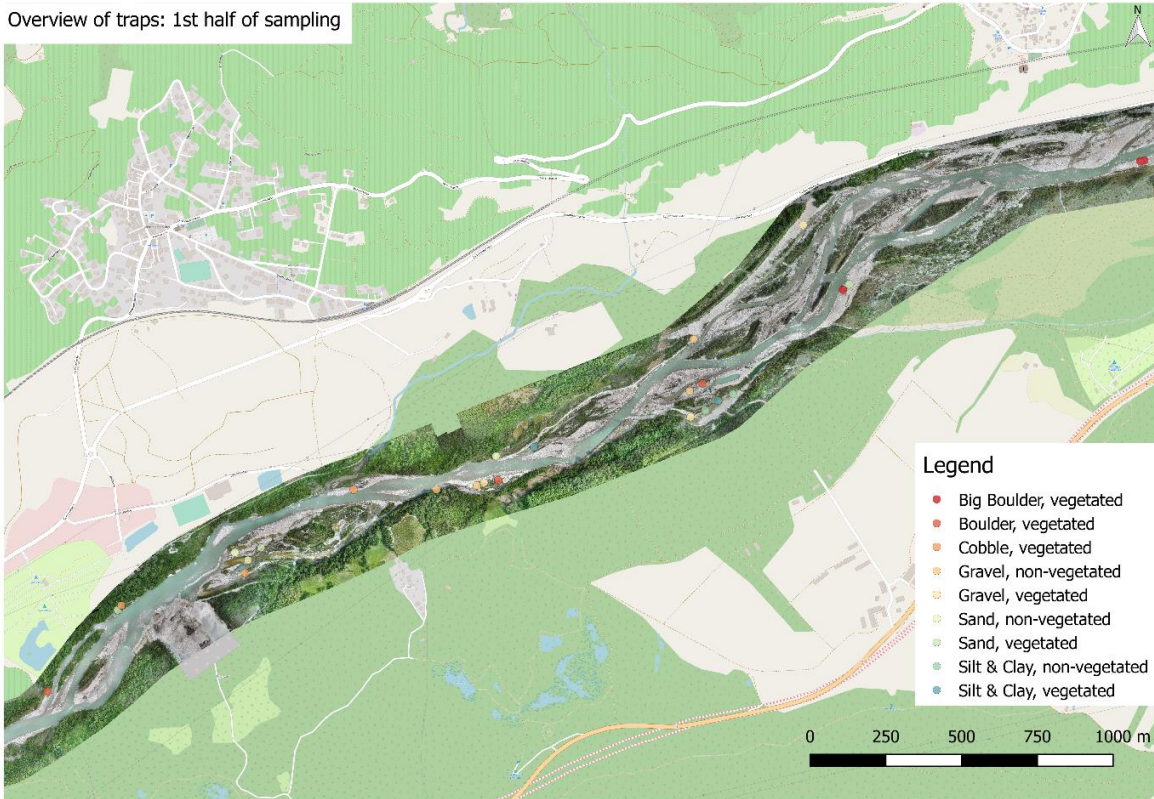 Overview of traps: 1st half of sampling
N
Legend
Big Boulder, vegetated
Boulder, vegetated
Cobble, vegetated
Gravel, non-vegetated
Gravel, vegetated
Sand, non-vegetated
Sand, vegetated
Silt & Clay, non-vegetated
Silt & Clay, vegetated
0 250 500 750 1000 m